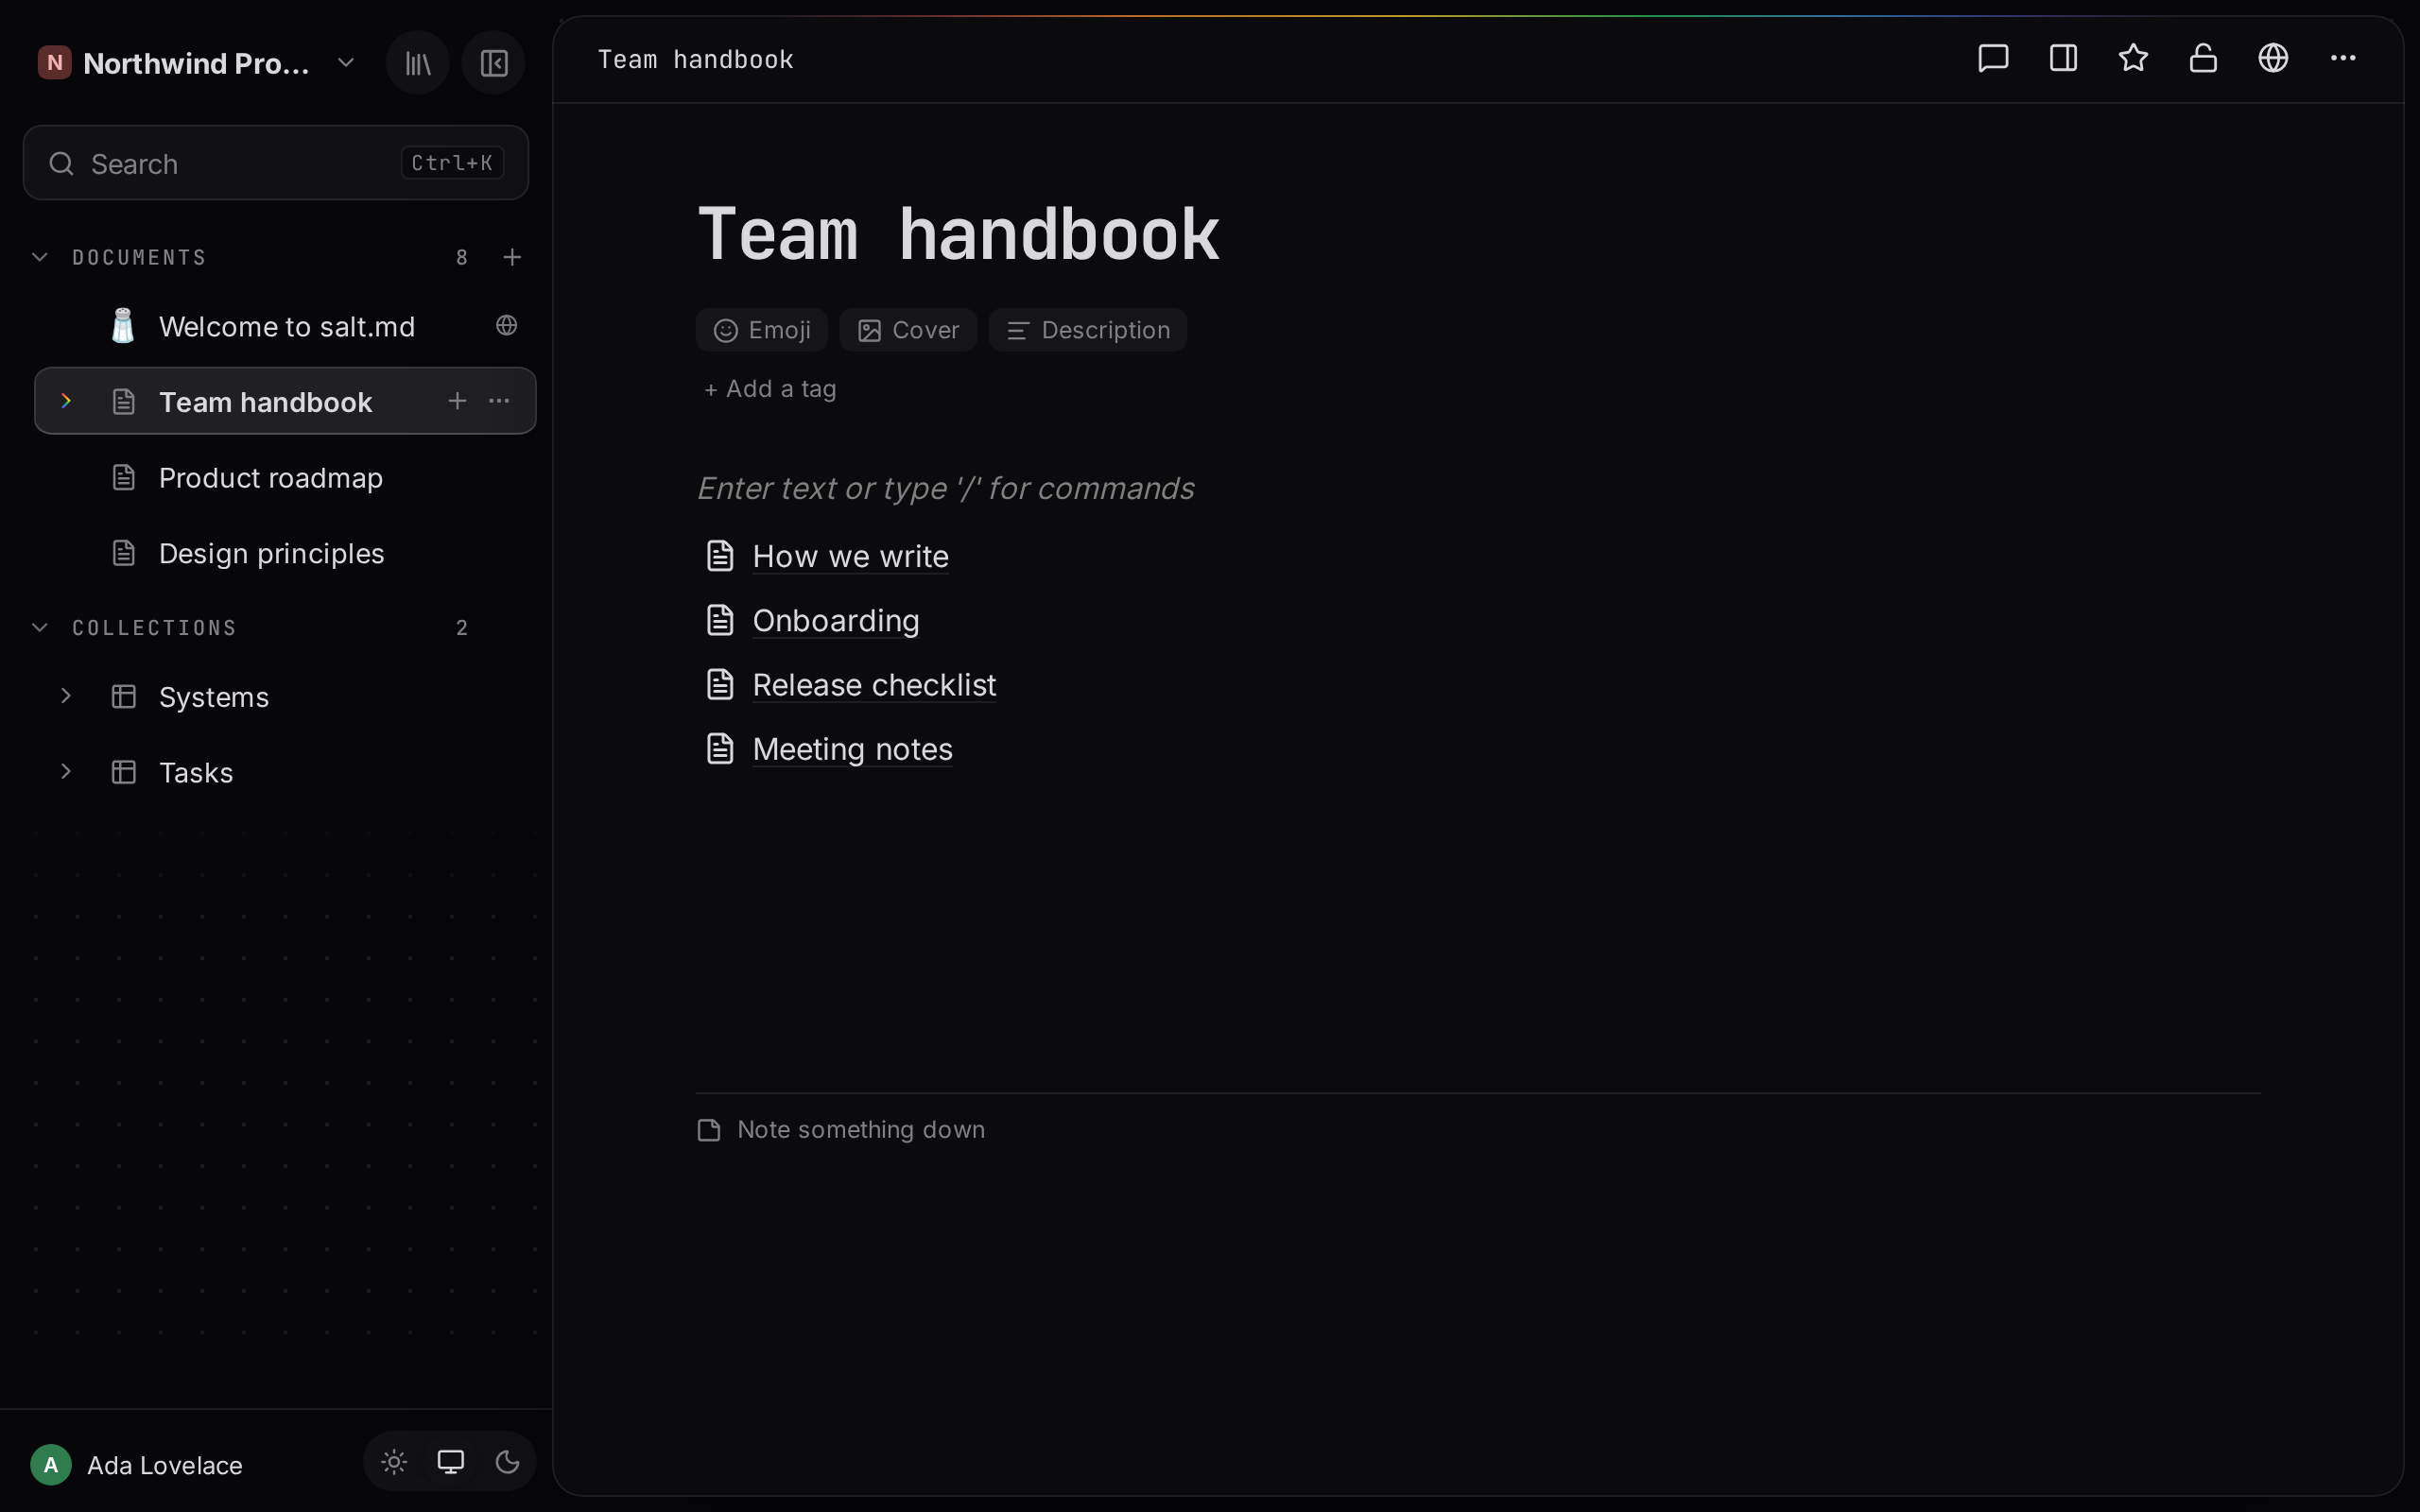 N Northwind Pro...
Search Ctrl+K
DOCUMENTS 8
Welcome to salt.md
Team handbook
Product roadmap
Design principles
COLLECTIONS 2
Systems
Tasks
A Ada Lovelace
Team handbook
Team handbook
Emoji Cover Description
+ Add a tag
Enter text or type '/' for commands
How we write
Onboarding
Release checklist
Meeting notes
Note something down